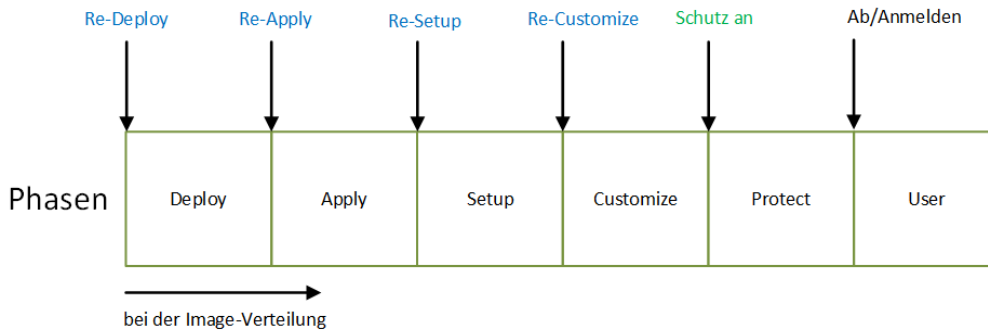 Re-Deploy
Re-Apply
Re-Setup
Re-Customize
Schutz an
Ab/Anmelden
Phasen
Deploy
Apply
Setup
Customize
Protect
User
bei der Image-Verteilung